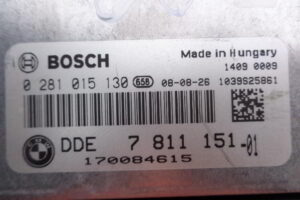 BOSCH
Made in Hungary
1409 0009
0 281 015 130 658 08-08-26 1039S25861
DDE 7 811 151-01
170084615